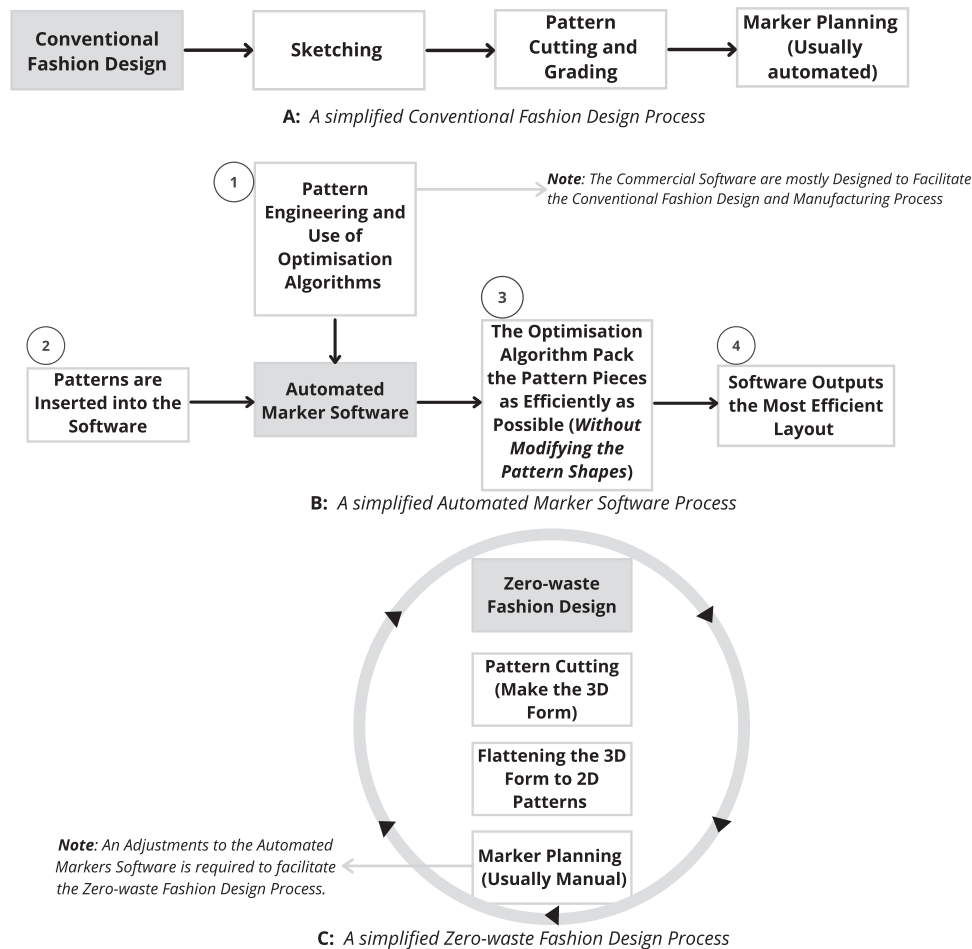 Conventional
Fashion Design
Sketching
Pattern
Cutting and
Grading
Marker Planning
(Usually
automated)
A: A simplified Conventional Fashion Design Process
1
Pattern
Engineering and
Use of
Optimisation
Algorithms
Note: The Commercial Software are mostly Designed to Facilitate
the Conventional Fashion Design and Manufacturing Process
2
Patterns are
Inserted into the
Software
Automated
Marker Software
3
The Optimisation
Algorithm Pack
the Pattern Pieces
as Efficiently as
Possible (Without
Modifying the
Pattern Shapes)
4
Software Outputs
the Most Efficient
Layout
B: A simplified Automated Marker Software Process
Zero-waste
Fashion Design
Pattern Cutting
(Make the 3D
Form)
Flattening the 3D
Form to 2D
Patterns
Marker Planning
(Usually Manual)
Note: An Adjustments to the Automated
Markers Software is required to facilitate
the Zero-waste Fashion Design Process.
C: A simplified Zero-waste Fashion Design Process